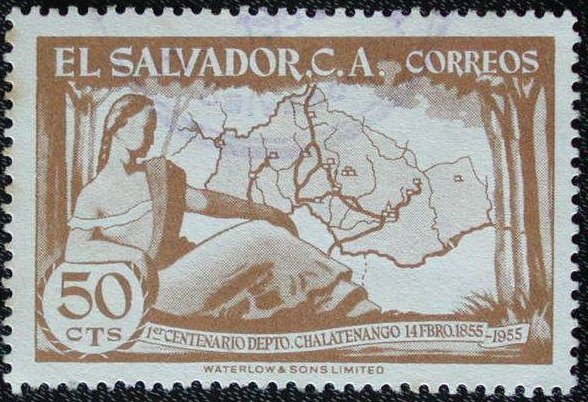 EL SALVADOR, C.A. CORREOS
50
CTS
1er CENTENARIO DEPTO. CHALATENANGO 14 FBRO. 1855-1955
WATERLOW & SONS LIMITED